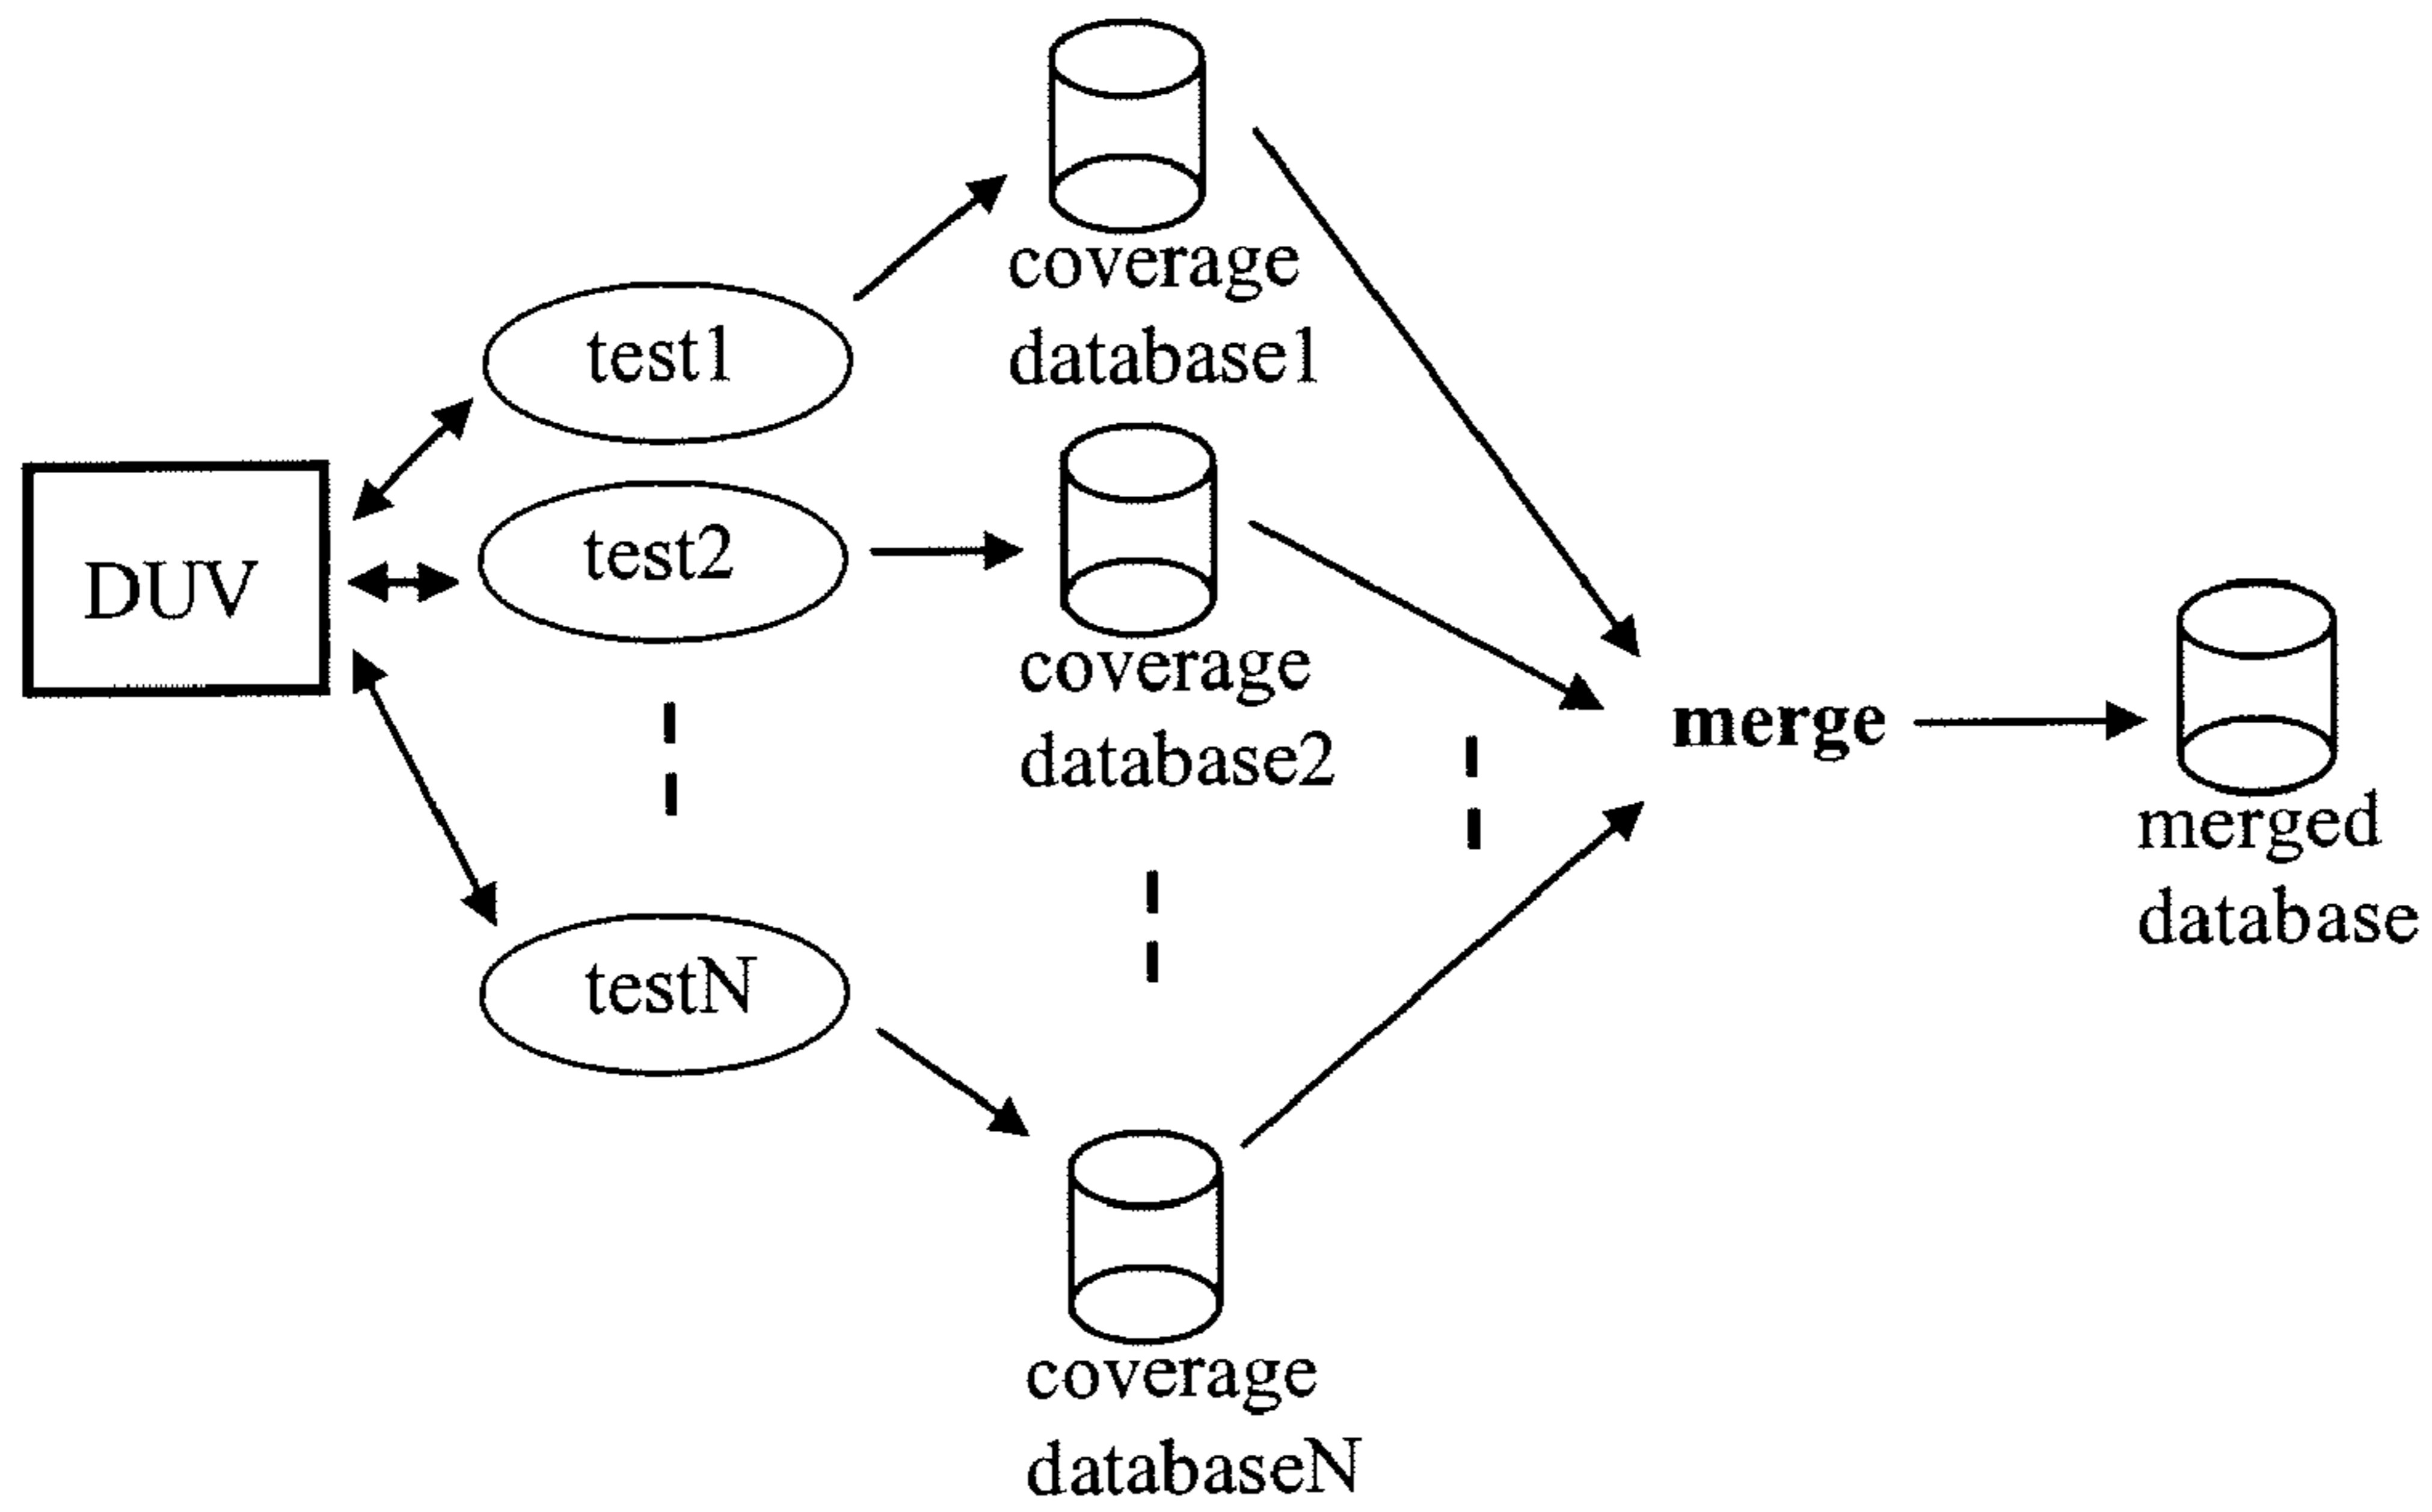 coverage
database1
test1
DUV
test2
coverage
database2
merge
merged
database
testN
coverage
databaseN